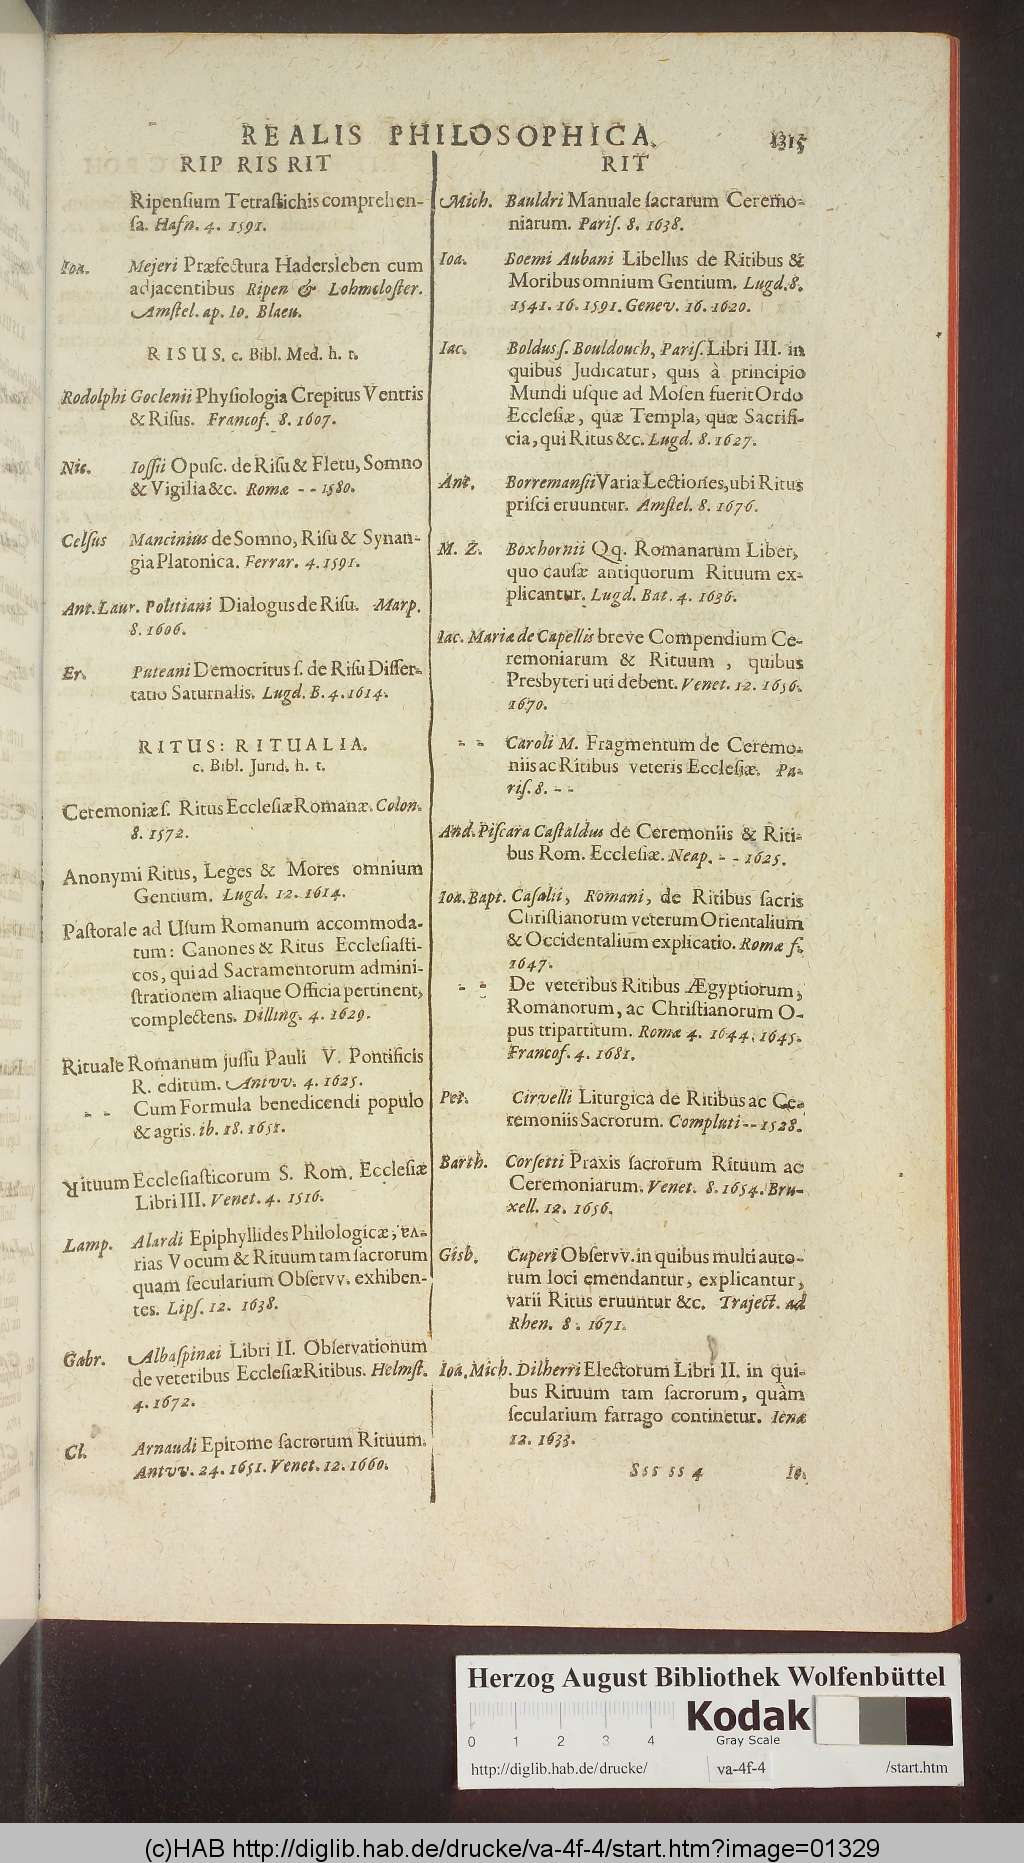 REALIS PHILOSOPHICA. 1315
RIP RIS RIT
Ripensium Tetrastichis comprehen-
sa. Hafn. 4. 1591.
Ioa. Mejeri Præfectura Hadersleben cum
adjacentibus Ripen & Lohmcloster.
Amstel. ap. Io. Blaeu.
RISUS. c. Bibl. Med. h. t.
Rodolphi Goclenii Physiologia Crepitus Ventris
& Risus. Francof. 8. 1607.
Nic. Iossii Opusc. de Risu & Fletu, Somno
& Vigilia &c. Romæ - - 1580.
Celsus Mancinius de Somno, Risu & Synan-
gia Platonica. Ferrar. 4. 1591.
Ant. Laur. Politiani Dialogus de Risu. Marp.
8. 1606.
Er. Puteani Democritus s. de Risu Disser-
tatio Saturnalis. Lugd. B. 4. 1614.
RITUS: RITUALIA.
c. Bibl. Jurid. h. t.
Ceremoniæ s. Ritus Ecclesiæ Romanæ. Colon.
8. 1572.
Anonymi Ritus, Leges & Mores omnium
Gentium. Lugd. 12. 1614.
Pastorale ad Usum Romanum accommoda-
tum: Canones & Ritus Ecclesiasti-
cos, qui ad Sacramentorum admini-
strationem aliaque Officia pertinent,
complectens. Dilling. 4. 1629.
Rituale Romanum jussu Pauli V. Pontificis
R. editum. Antvv. 4. 1625.
- - Cum Formula benedicendi populo
& agris. ib. 18. 1651.
Rituum Ecclesiasticorum S. Rom. Ecclesiæ
Libri III. Venet. 4. 1516.
Lamp. Alardi Epiphyllides Philologicæ, va-
rias Vocum & Rituum tam sacrorum
quam secularium Observv. exhiben-
tes. Lips. 12. 1638.
Gabr. Albaspinæi Libri II. Observationum
de veteribus Ecclesiæ Ritibus. Helmst.
4. 1672.
Cl. Arnaudi Epitome sacrorum Rituum.
Antvv. 24. 1651. Venet. 12. 1660.
RIT
Mich. Bauldri Manuale sacrarum Ceremo-
niarum. Paris. 8. 1638.
Ioa. Boemi Aubani Libellus de Ritibus &
Moribus omnium Gentium. Lugd. 8.
1541. 16. 1591. Genev. 16. 1620.
Iac. Boldus s. Bouldouch, Paris. Libri III. in
quibus Judicatur, quis à principio
Mundi usque ad Mosen fuerit Ordo
Ecclesiæ, quæ Templa, quæ Sacrifi-
cia, qui Ritus &c. Lugd. 8. 1627.
Ant. Borremansii Varia Lectiones, ubi Ritus
prisci eruuntur. Amstel. 8. 1676.
M. Z. Boxhornii Qq. Romanarum Liber,
quo causæ antiquorum Rituum ex-
plicantur. Lugd. Bat. 4. 1636.
Iac. Maria de Capellis breve Compendium Ce-
remoniarum & Rituum, quibus
Presbyteri uti debent. Venet. 12. 1656.
1670.
- - Caroli M. Fragmentum de Ceremo-
niis ac Ritibus veteris Ecclesiæ. Pa-
ris. 8. - -
And. Piscara Castaldus de Ceremoniis & Riti-
bus Rom. Ecclesiæ. Neap. - - 1625.
Ioa. Bapt. Casalii, Romani, de Ritibus sacris
Christianorum veterum Orientalium
& Occidentalium explicatio. Romæ f.
1647.
- - De veteribus Ritibus Ægyptiorum,
Romanorum, ac Christianorum O-
pus tripartitum. Romæ 4. 1644. 1645.
Francof. 4. 1681.
Pet. Cirvelli Liturgica de Ritibus ac Ce-
remoniis Sacrorum. Compluti - - 1528.
Barth. Corsetti Praxis sacrorum Rituum ac
Ceremoniarum. Venet. 8. 1654. Bru-
xell. 12. 1656.
Gisb. Cuperi Observv. in quibus multi auto-
rum loci emendantur, explicantur,
varii Ritus eruuntur &c. Traject. ad
Rhen. 8. 1671.
Ioa. Mich. Dilherri Electorum Libri II. in qui-
bus Rituum tam sacrorum, quàm
secularium farrago continetur. Ienæ
12. 1633.
Sss ss 4 Io.
Herzog August Bibliothek Wolfenbüttel
0 1 2 3 4
Kodak
Gray Scale
http://diglib.hab.de/drucke/ va-4f-4 /start.htm
(c)HAB http://diglib.hab.de/drucke/va-4f-4/start.htm?image=01329